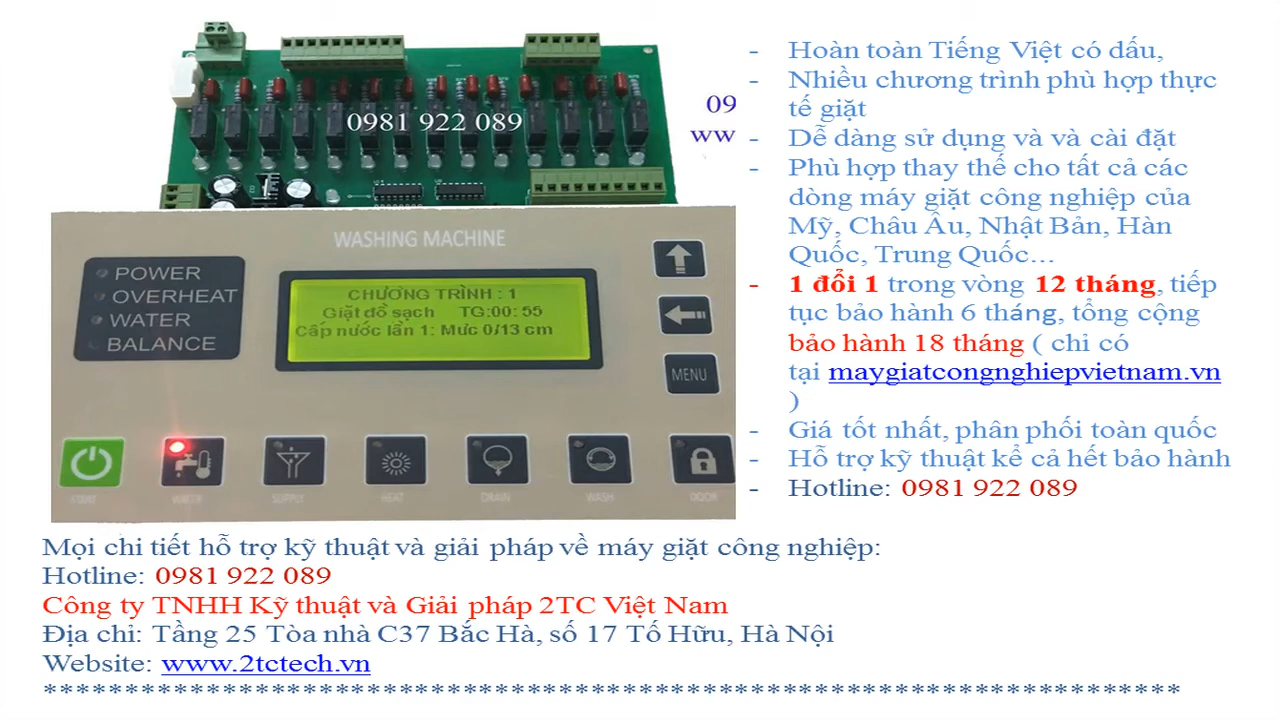 0981 922 089
09
ww
WASHING MACHINE
POWER
OVERHEAT
WATER
BALANCE
CHƯƠNG TRÌNH : 1
Giặt đồ sạch TG:00: 55
Cấp nước lần 1: Mưc 0/13 cm
MENU
START
WATER
SUPPLY
HEAT
DRAIN
WASH
DOOR
- Hoàn toàn Tiếng Việt có dấu,
- Nhiều chương trình phù hợp thực
tế giặt
- Dễ dàng sử dụng và và cài đặt
- Phù hợp thay thế cho tất cả các
dòng máy giặt công nghiệp của
Mỹ, Châu Âu, Nhật Bản, Hàn
Quốc, Trung Quốc...
- 1 đổi 1 trong vòng 12 tháng, tiếp
tục bảo hành 6 tháng, tổng cộng
bảo hành 18 tháng ( chỉ có
tại maygiatcongnghiepvietnam.vn
)
- Giá tốt nhất, phân phối toàn quốc
- Hỗ trợ kỹ thuật kể cả hết bảo hành
- Hotline: 0981 922 089
Mọi chi tiết hỗ trợ kỹ thuật và giải pháp về máy giặt công nghiệp:
Hotline: 0981 922 089
Công ty TNHH Kỹ thuật và Giải pháp 2TC Việt Nam
Địa chỉ: Tầng 25 Tòa nhà C37 Bắc Hà, số 17 Tố Hữu, Hà Nội
Website: www.2tctech.vn
**************************************************************************